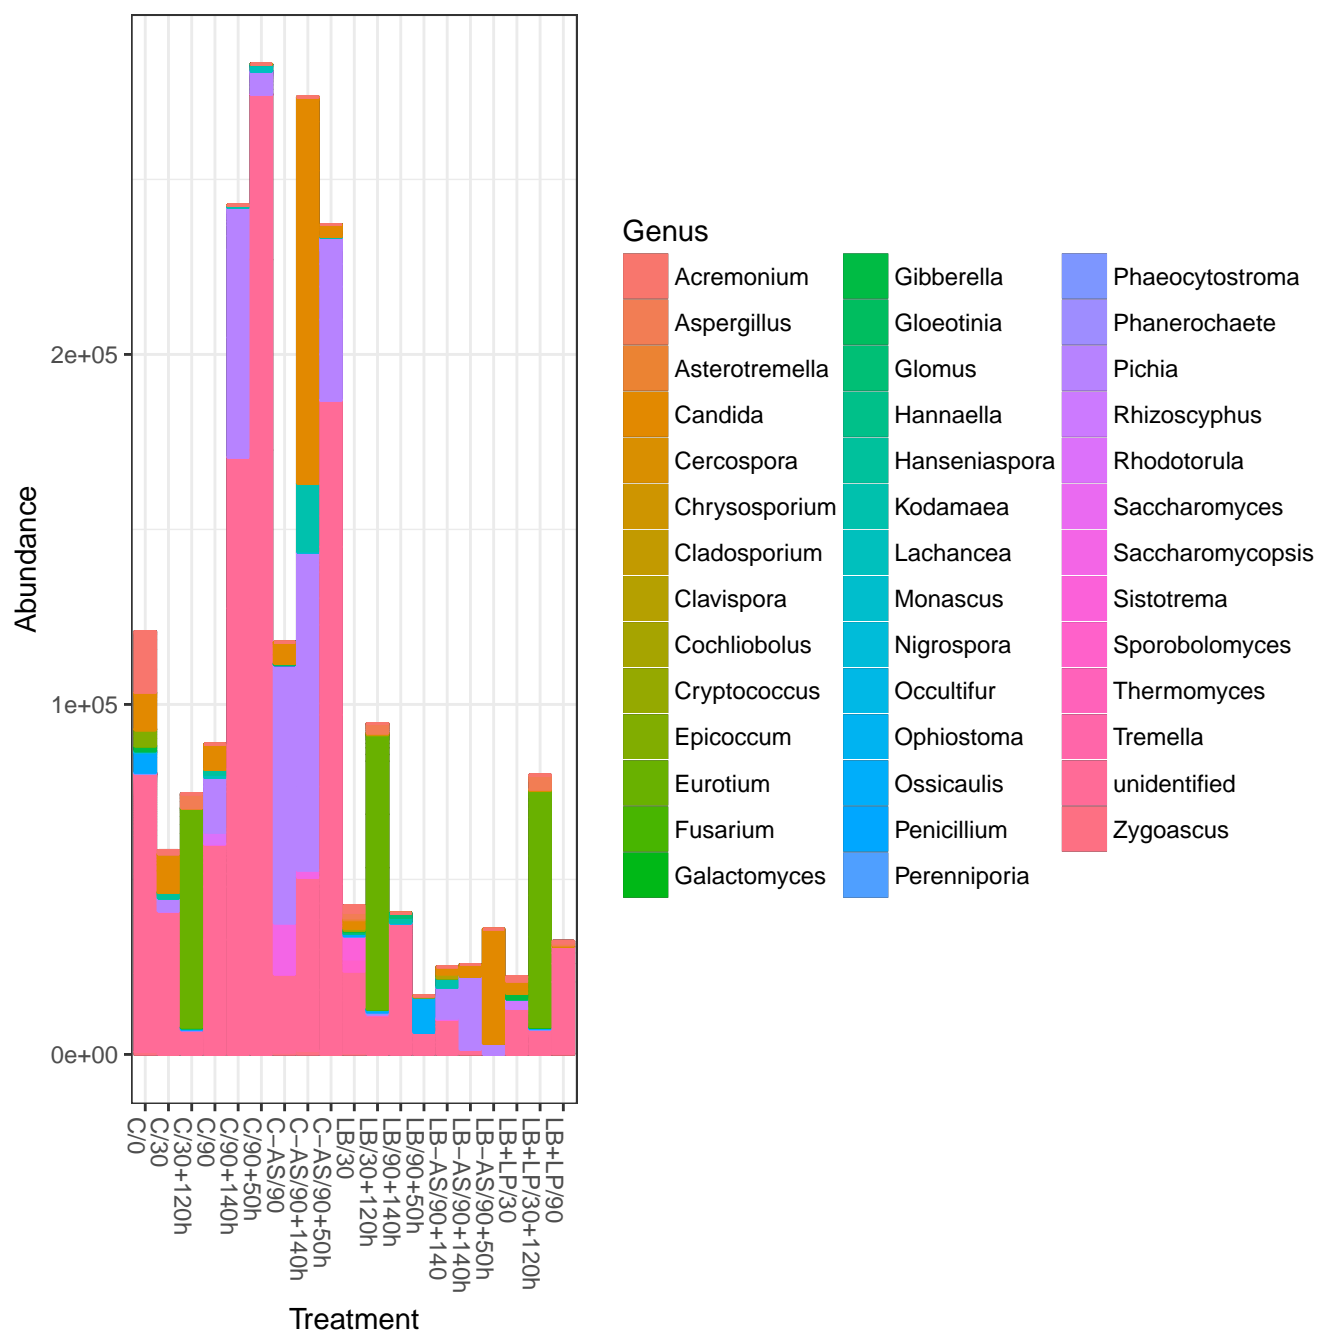 Abundance
2e+05
1e+05
0e+00
C/0
C/30
C/30+120h
C/90
C/90+140h
C/90+50h
C−AS/90
C−AS/90+140h
C−AS/90+50h
LB/30
LB/30+120h
LB/90+140h
LB/90+50h
LB−AS/90+140
LB−AS/90+140h
LB−AS/90+50h
LB+LP/30
LB+LP/30+120h
LB+LP/90
Treatment
Genus
Acremonium
Aspergillus
Asterotremella
Candida
Cercospora
Chrysosporium
Cladosporium
Clavispora
Cochliobolus
Cryptococcus
Epicoccum
Eurotium
Fusarium
Galactomyces
Gibberella
Gloeotinia
Glomus
Hannaella
Hanseniaspora
Kodamaea
Lachancea
Monascus
Nigrospora
Occultifur
Ophiostoma
Ossicaulis
Penicillium
Perenniporia
Phaeocytostroma
Phanerochaete
Pichia
Rhizoscyphus
Rhodotorula
Saccharomyces
Saccharomycopsis
Sistotrema
Sporobolomyces
Thermomyces
Tremella
unidentified
Zygoascus